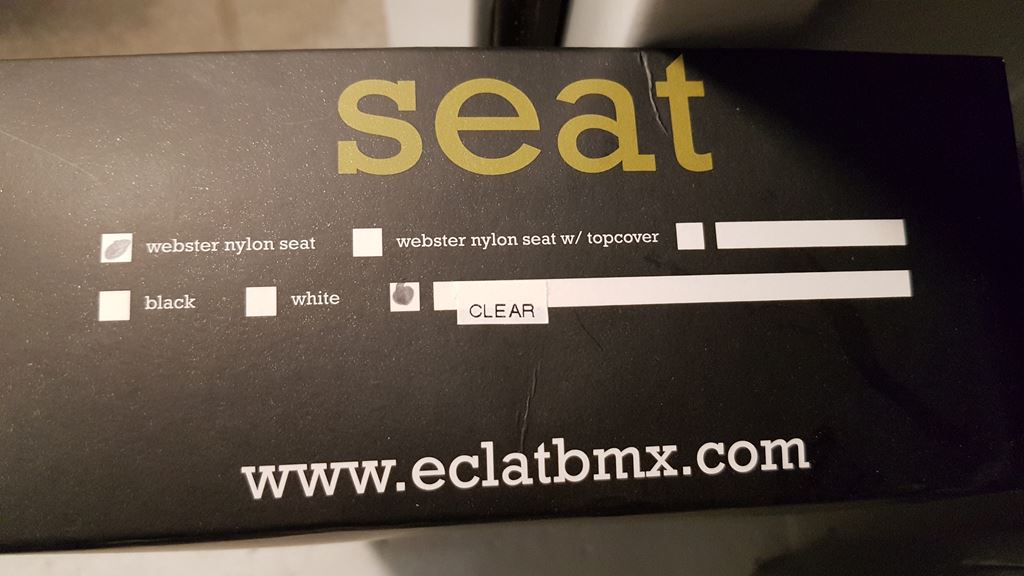 seat
webster nylon seat webster nylon seat w/ topcover
black white CLEAR
www.eclatbmx.com